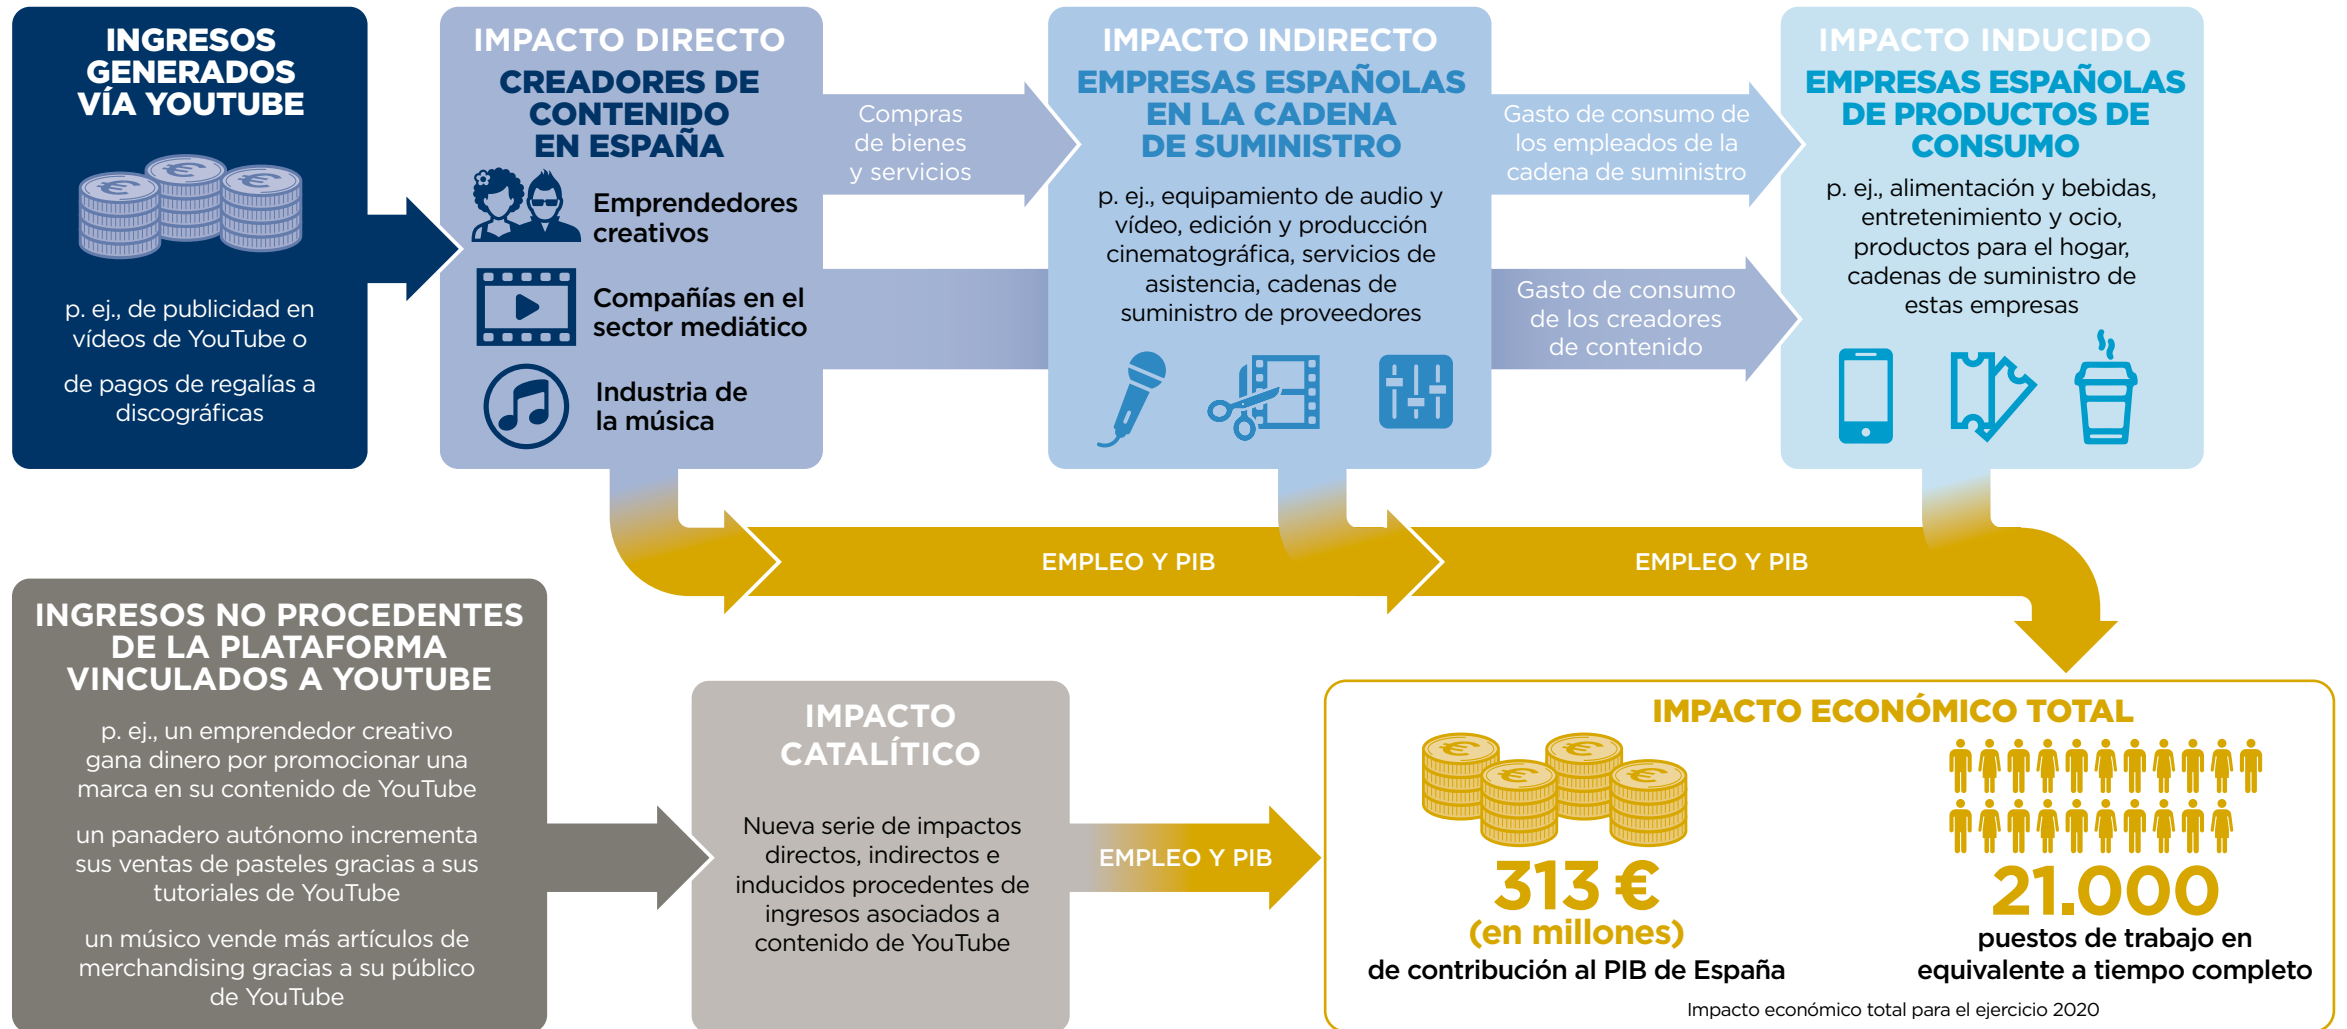 INGRESOS
GENERADOS
VÍA YOUTUBE
p. ej., de publicidad en
vídeos de YouTube o
de pagos de regalías a
discográficas
IMPACTO DIRECTO
CREADORES DE
CONTENIDO
EN ESPAÑA
Emprendedores
creativos
Compañías en el
sector mediático
Industria de
la música
Compras
de bienes
y servicios
IMPACTO INDIRECTO
EMPRESAS ESPAÑOLAS
EN LA CADENA
DE SUMINISTRO
p. ej., equipamiento de audio y
vídeo, edición y producción
cinematográfica, servicios de
asistencia, cadenas de
suministro de proveedores
Gasto de consumo de
los empleados de la
cadena de suministro
Gasto de consumo
de los creadores
de contenido
IMPACTO INDUCIDO
EMPRESAS ESPAÑOLAS
DE PRODUCTOS DE
CONSUMO
p. ej., alimentación y bebidas,
entretenimiento y ocio,
productos para el hogar,
cadenas de suministro de
estas empresas
EMPLEO Y PIB
EMPLEO Y PIB
INGRESOS NO PROCEDENTES
DE LA PLATAFORMA
VINCULADOS A YOUTUBE
p. ej., un emprendedor creativo
gana dinero por promocionar una
marca en su contenido de YouTube
un panadero autónomo incrementa
sus ventas de pasteles gracias a sus
tutoriales de YouTube
un músico vende más artículos de
merchandising gracias a su público
de YouTube
IMPACTO
CATALÍTICO
Nueva serie de impactos
directos, indirectos e
inducidos procedentes de
ingresos asociados a
contenido de YouTube
EMPLEO Y PIB
IMPACTO ECONÓMICO TOTAL
313 €
(en millones)
de contribución al PIB de España
21.000
puestos de trabajo en
equivalente a tiempo completo
Impacto económico total para el ejercicio 2020